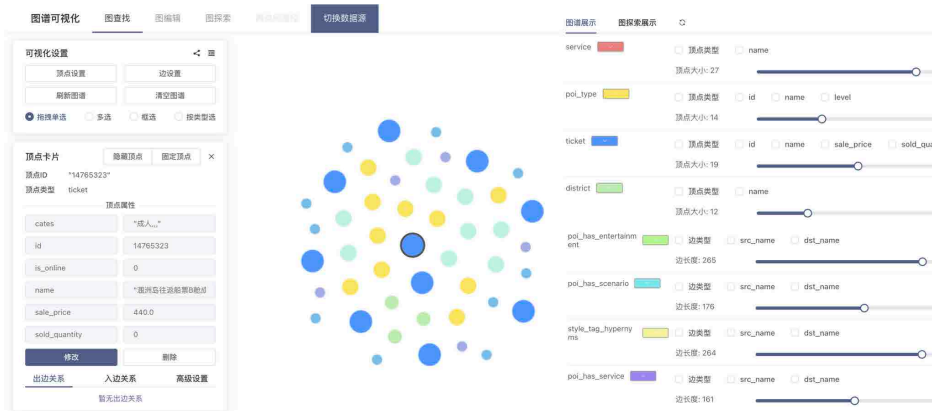 图谱可视化 图查找 图编辑 图探索 切换数据源
可视化设置
顶点设置 边设置
刷新图谱 清空图谱
拖拽单选 多选 框选 按类型选
顶点卡片 隐藏顶点 固定顶点 ×
顶点ID "14765323"
顶点类型 ticket
顶点属性
cates "成人,,,"
id 14765323
is_online 0
name "涠洲岛往返船票B舱成
sale_price 440.0
sold_quantity 0
修改 删除
出边关系 入边关系 高级设置
暂无出边关系
图谱展示 图探索展示
service 顶点类型 name
顶点大小: 27
poi_type 顶点类型 id name level
顶点大小: 14
ticket 顶点类型 id name sale_price sold_qua
顶点大小: 19
district 顶点类型 name
顶点大小: 12
poi_has_entertainm
ent 边类型 src_name dst_name
边长度: 265
poi_has_scenario 边类型 src_name dst_name
边长度: 176
style_tag_hyperny
ms 边类型 src_name dst_name
边长度: 264
poi_has_service 边类型 src_name dst_name
边长度: 161